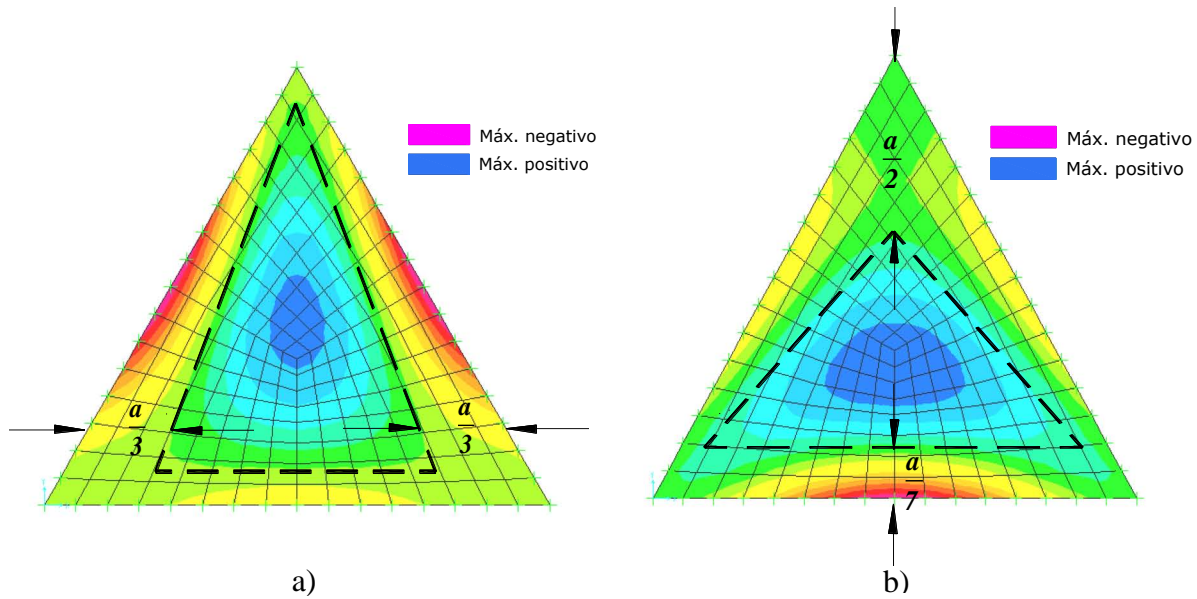 Máx. negativo
Máx. positivo
a/3
a/3
a)
Máx. negativo
Máx. positivo
a/2
a/7
b)